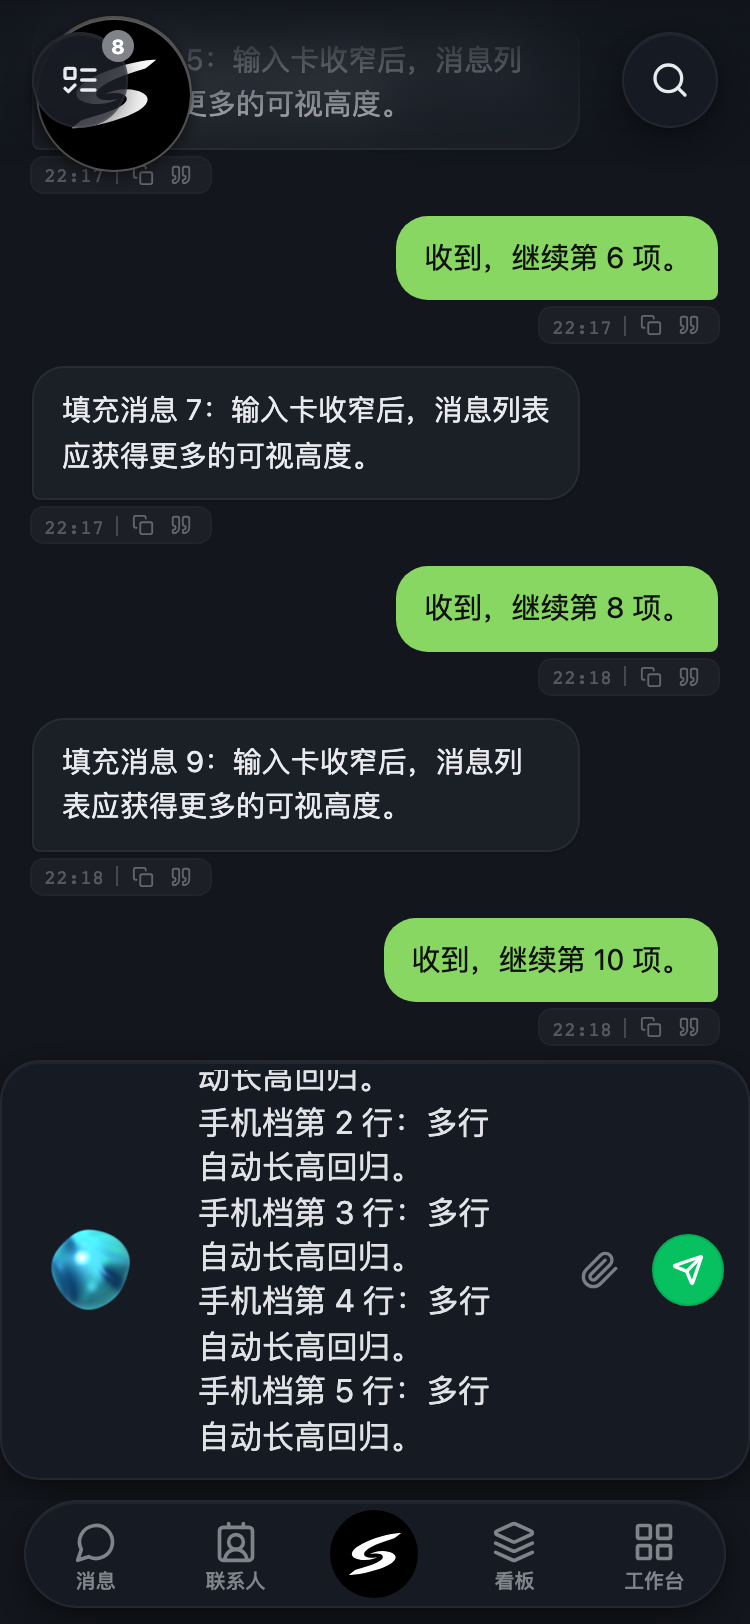 8
5：输入卡收窄后，消息列
更多的可视高度。
22:17
收到，继续第 6 项。
22:17
填充消息 7：输入卡收窄后，消息列表
应获得更多的可视高度。
22:17
收到，继续第 8 项。
22:18
填充消息 9：输入卡收窄后，消息列
表应获得更多的可视高度。
22:18
收到，继续第 10 项。
22:18
动长高回归。
手机档第 2 行：多行
自动长高回归。
手机档第 3 行：多行
自动长高回归。
手机档第 4 行：多行
自动长高回归。
手机档第 5 行：多行
自动长高回归。
消息
联系人
看板
工作台